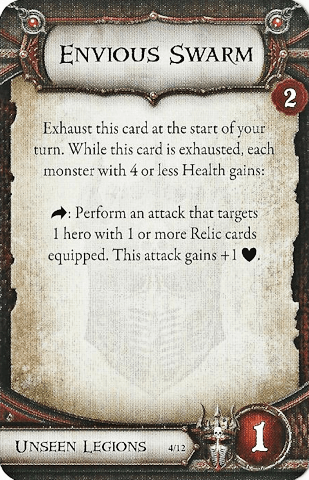 Envious Swarm
2
Exhaust this card at the start of your
turn. While this card is exhausted, each
monster with 4 or less Health gains:
: Perform an attack that targets
1 hero with 1 or more Relic cards
equipped. This attack gains +1 .
Unseen Legions 4/12
1